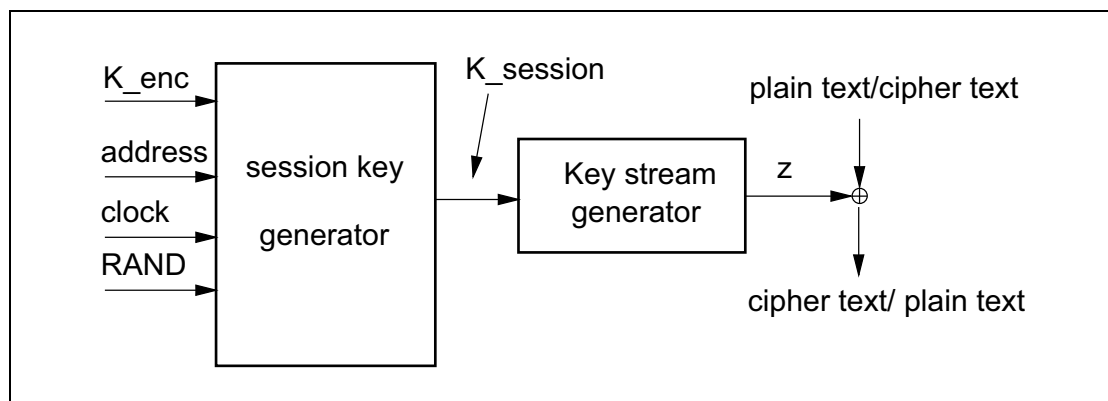 K_enc
address
clock
RAND
session key
generator
K_session
Key stream
generator
z
plain text/cipher text
cipher text/ plain text